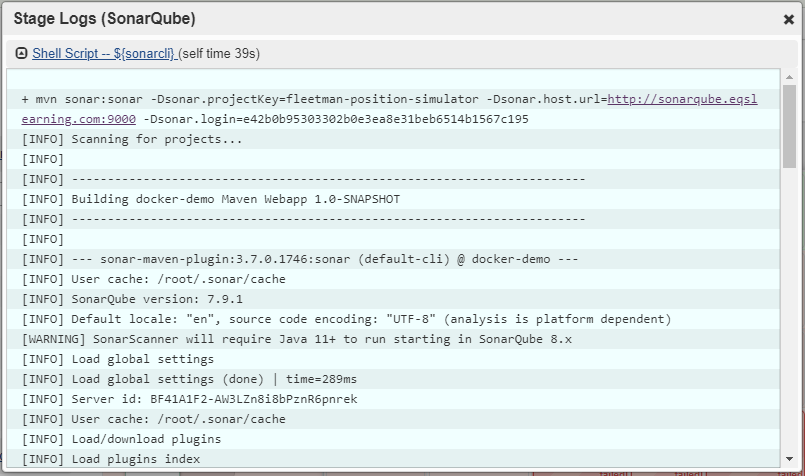 Stage Logs (SonarQube)
Shell Script -- ${sonarcli} (self time 39s)
+ mvn sonar:sonar -Dsonar.projectKey=fleetman-position-simulator -Dsonar.host.url=http://sonarqube.eqsl
earning.com:9000 -Dsonar.login=e42b0b95303302b0e3ea8e31beb6514b1567c195
[INFO] Scanning for projects...
[INFO]
[INFO] ------------------------------------------------------------------------
[INFO] Building docker-demo Maven Webapp 1.0-SNAPSHOT
[INFO] ------------------------------------------------------------------------
[INFO]
[INFO] --- sonar-maven-plugin:3.7.0.1746:sonar (default-cli) @ docker-demo ---
[INFO] User cache: /root/.sonar/cache
[INFO] SonarQube version: 7.9.1
[INFO] Default locale: "en", source code encoding: "UTF-8" (analysis is platform dependent)
[WARNING] SonarScanner will require Java 11+ to run starting in SonarQube 8.x
[INFO] Load global settings
[INFO] Load global settings (done) | time=289ms
[INFO] Server id: BF41A1F2-AW3LZn8i8bPznR6pnrek
[INFO] User cache: /root/.sonar/cache
[INFO] Load/download plugins
[INFO] Load plugins index